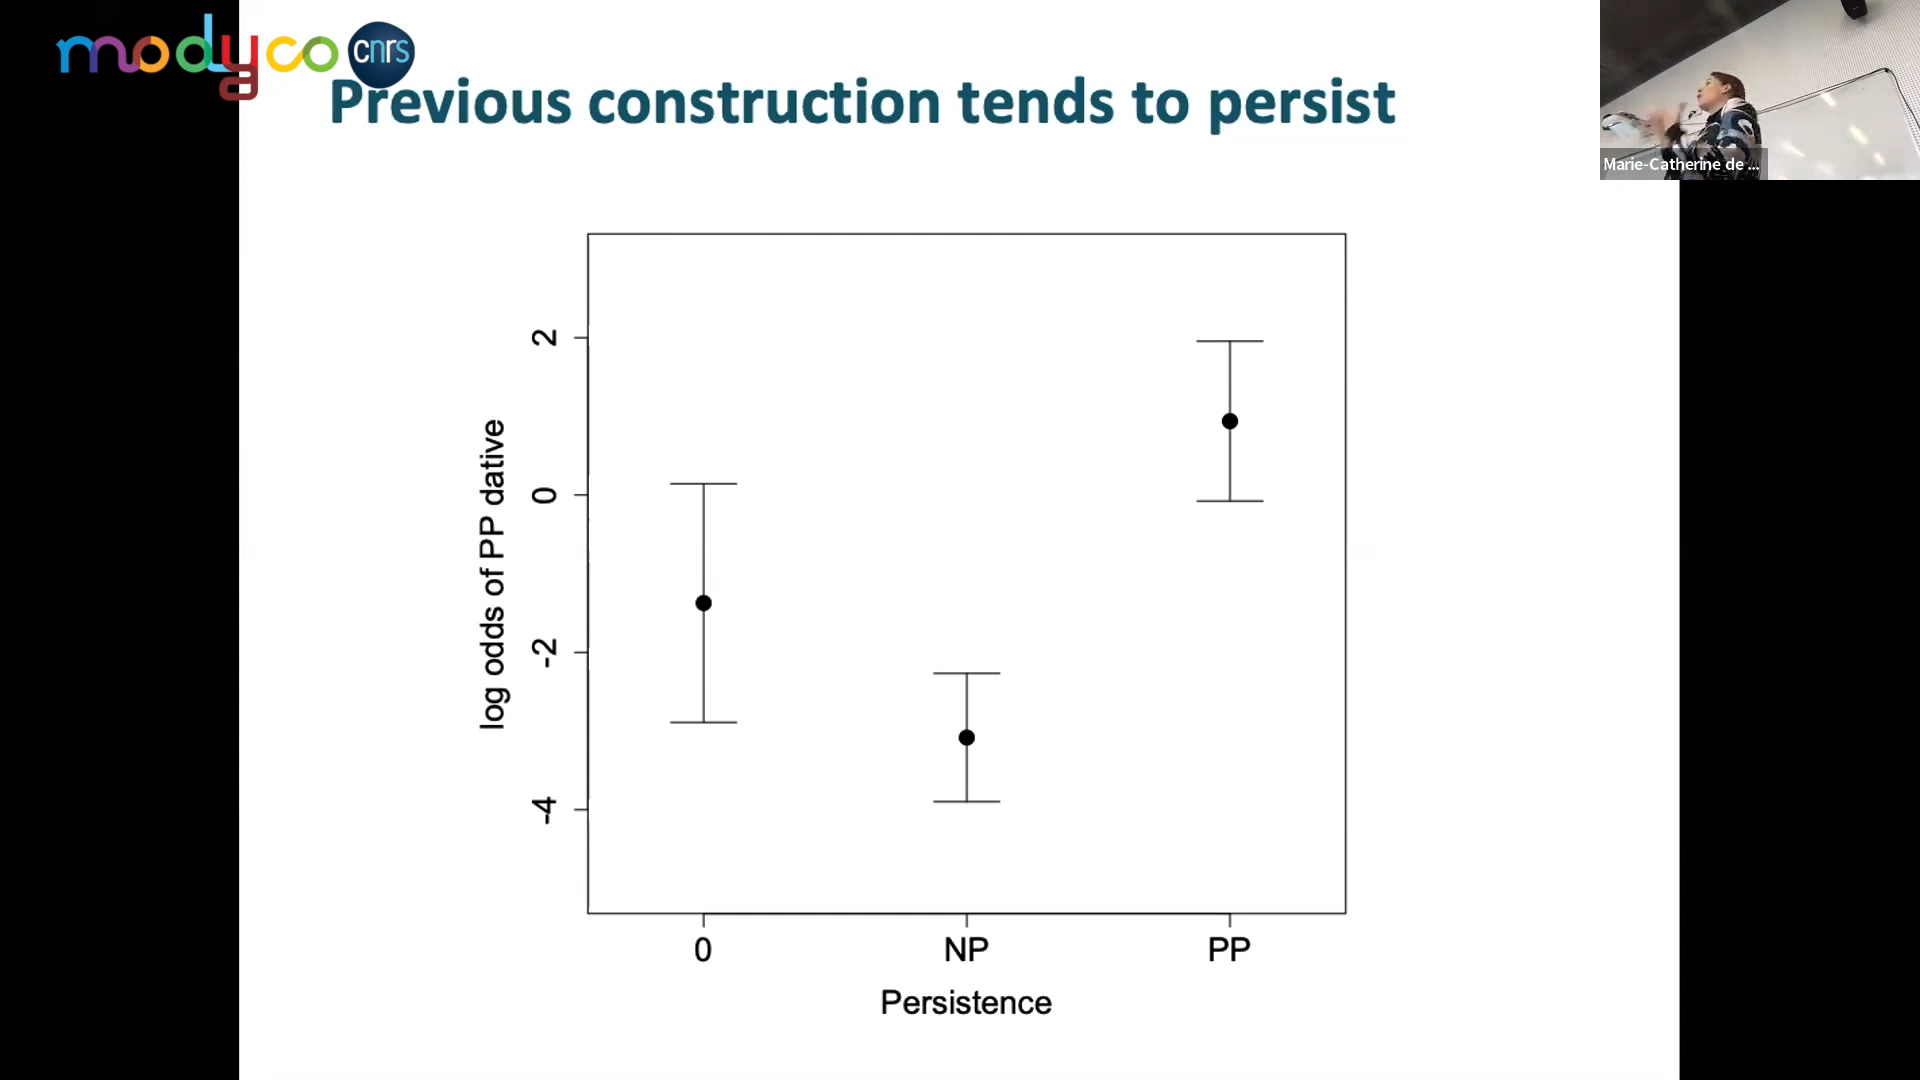 modyco
cnrs
Previous construction tends to persist
Marie-Catherine de ...
log odds of PP dative
2
0
-2
-4
0 NP PP
Persistence